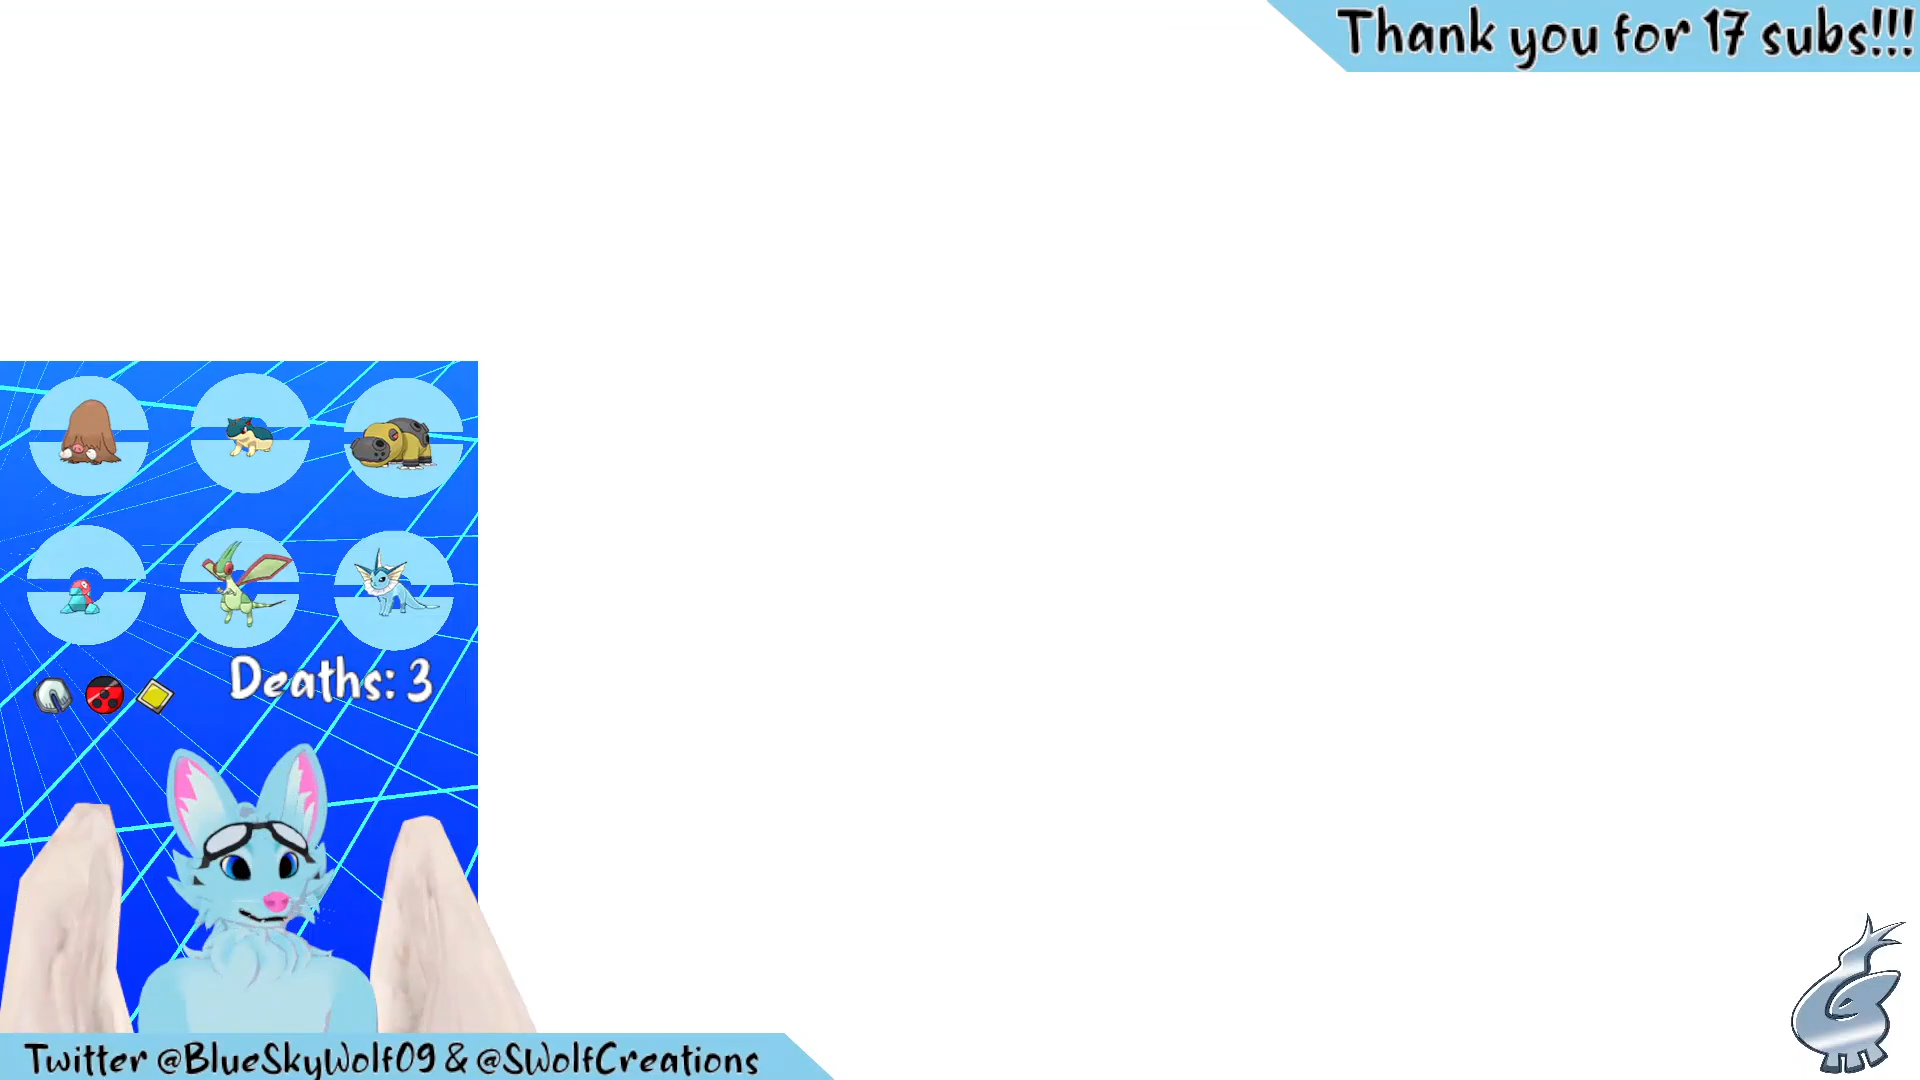 Thank you for 17 subs!!!
Deaths: 3
Twitter @BlueSkyWolf09 & @SWolfCreations